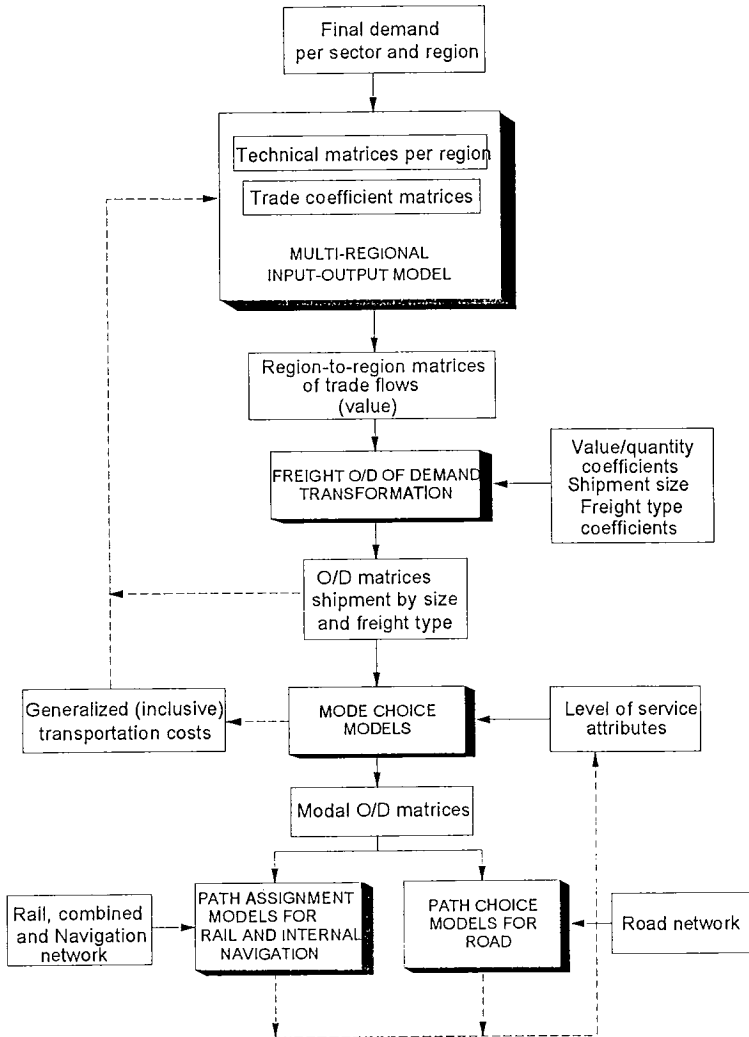 Final demand
per sector and region
Technical matrices per region
Trade coefficient matrices
MULTI-REGIONAL
INPUT-OUTPUT MODEL
Region-to-region matrices
of trade flows
(value)
FREIGHT O/D OF DEMAND
TRANSFORMATION
Value/quantity
coefficients
Shipment size
Freight type
coefficients
O/D matrices
shipment by size
and freight type
Generalized (inclusive)
transportation costs
MODE CHOICE
MODELS
Level of service
attributes
Modal O/D matrices
Rail, combined
and Navigation
network
PATH ASSIGNMENT
MODELS FOR
RAIL AND INTERNAL
NAVIGATION
PATH CHOICE
MODELS FOR
ROAD
Road network